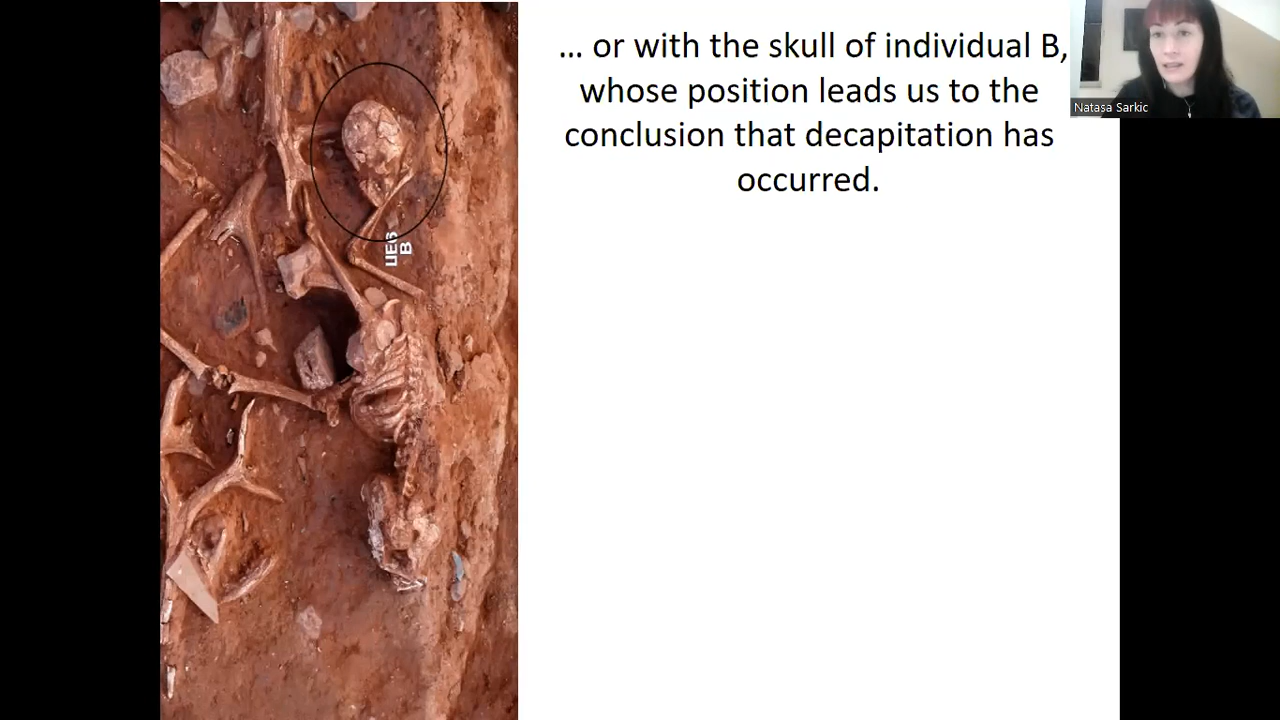 ... or with the skull of individual B,
whose position leads us to the
conclusion that decapitation has
occurred.
Natasa Sarkic
UE6
B